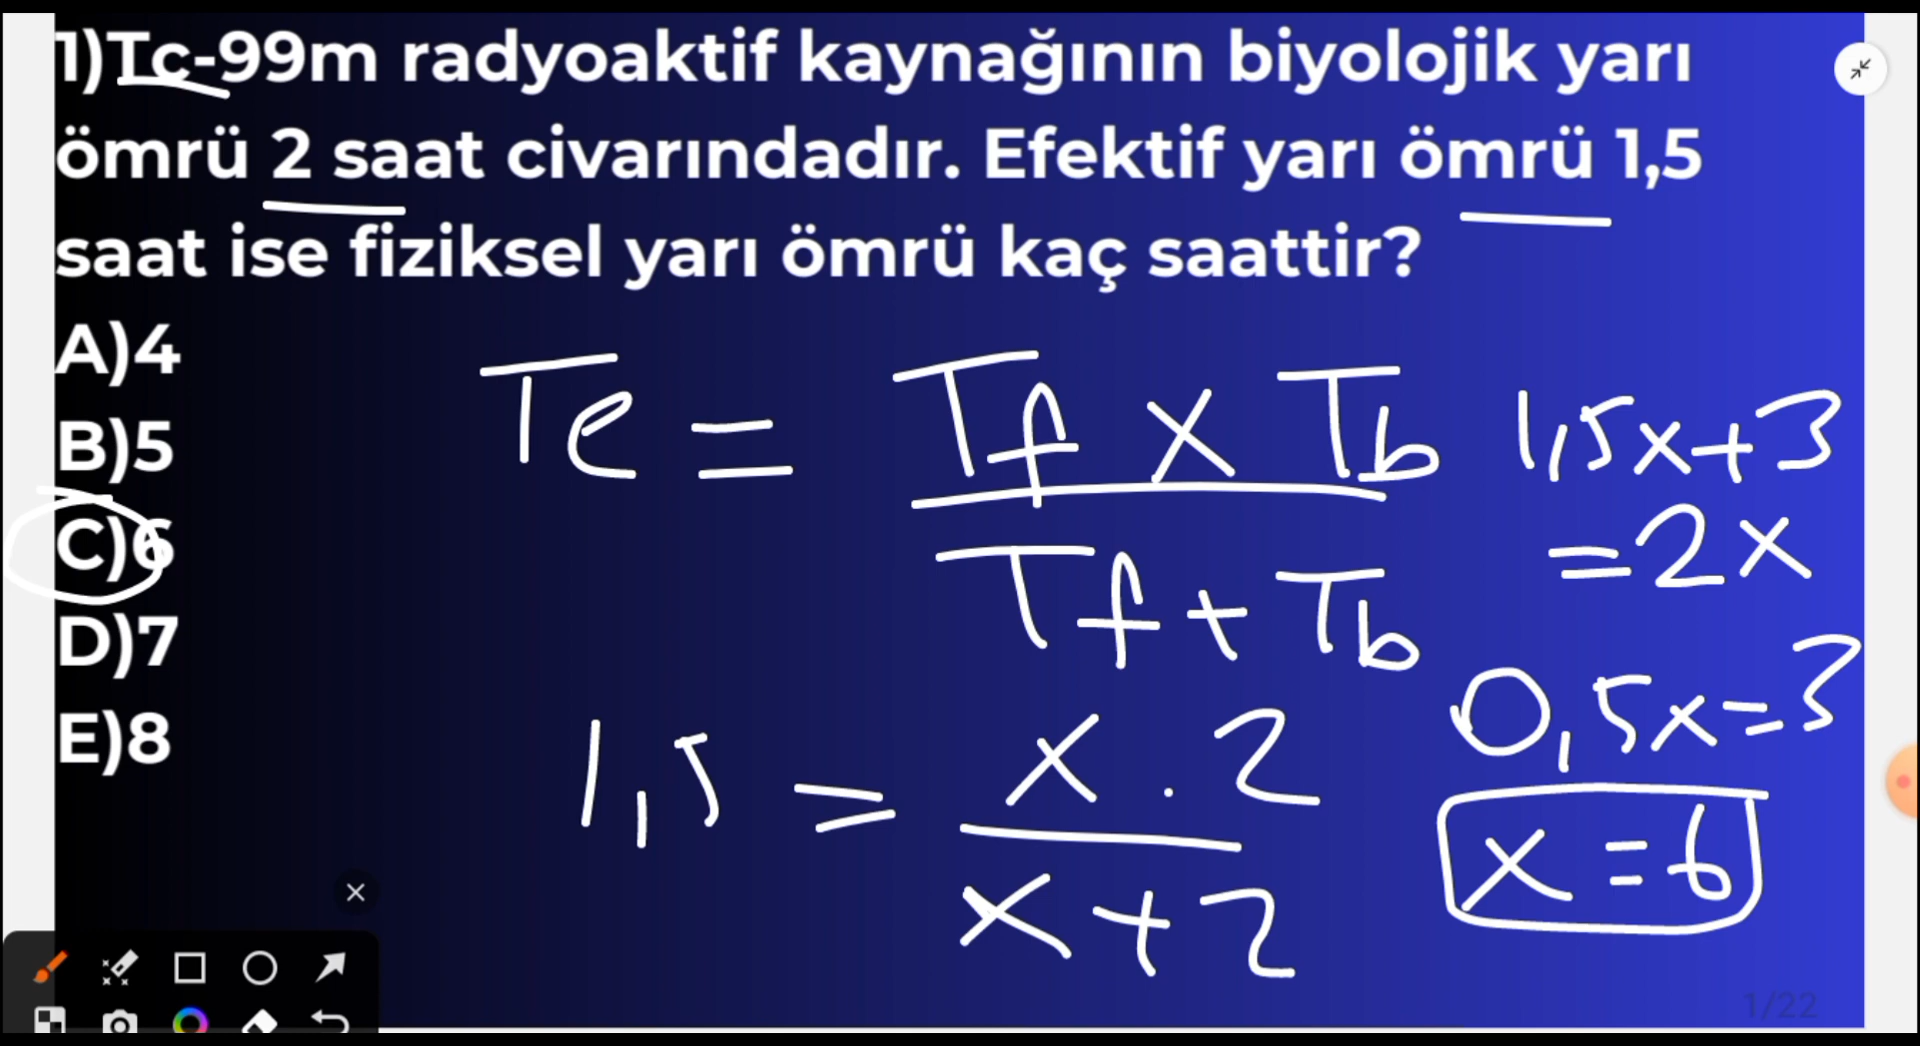 1)Tc-99m radyoaktif kaynağının biyolojik yarı
ömrü 2 saat civarındadır. Efektif yarı ömrü 1,5
saat ise fiziksel yarı ömrü kaç saattir?
A)4
B)5
C)6
D)7
E)8
Te = Tf x Tb
Tf + Tb
1,5 = x . 2
x + 2
1,5x+3
=2x
0,5x=3
x=6
1/22